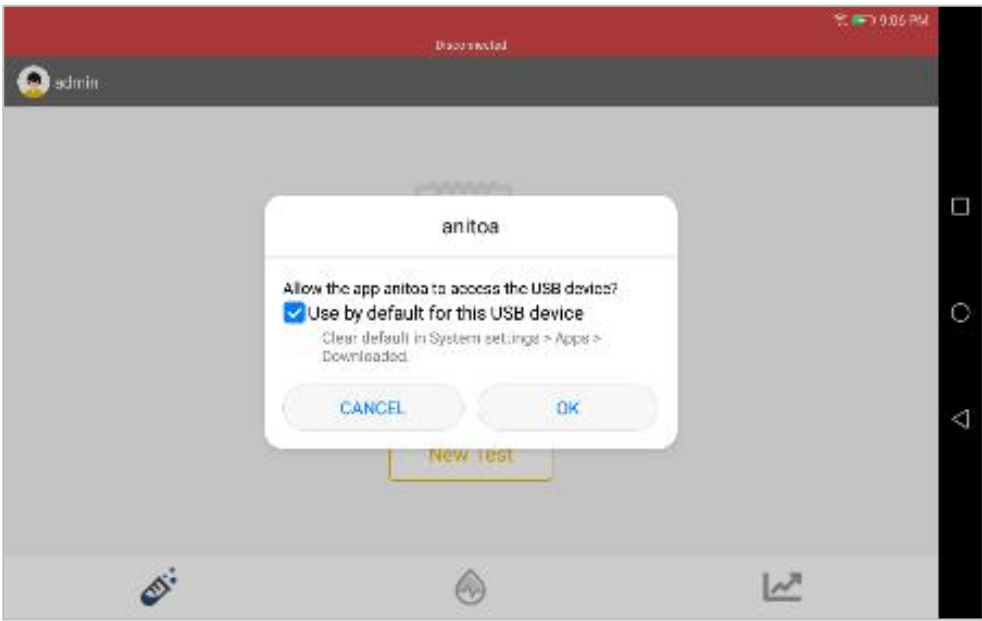 9:06 PM
Disconnected
admin
anitoa
Allow the app anitoa to access the USB device?
Use by default for this USB device
Clear default in System settings > Apps >
Downloaded.
CANCEL
OK
New Test